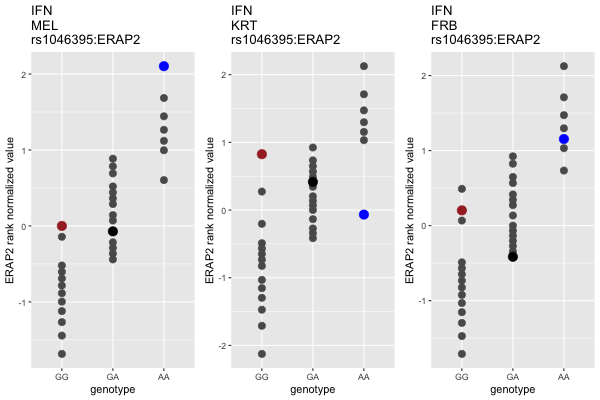 IFN
MEL
rs1046395:ERAP2
ERAP2 rank normalized value
2
1
0
-1
GG
GA
AA
genotype
IFN
KRT
rs1046395:ERAP2
ERAP2 rank normalized value
2
1
0
-1
-2
GG
GA
AA
genotype
IFN
FRB
rs1046395:ERAP2
ERAP2 rank normalized value
2
1
0
-1
GG
GA
AA
genotype